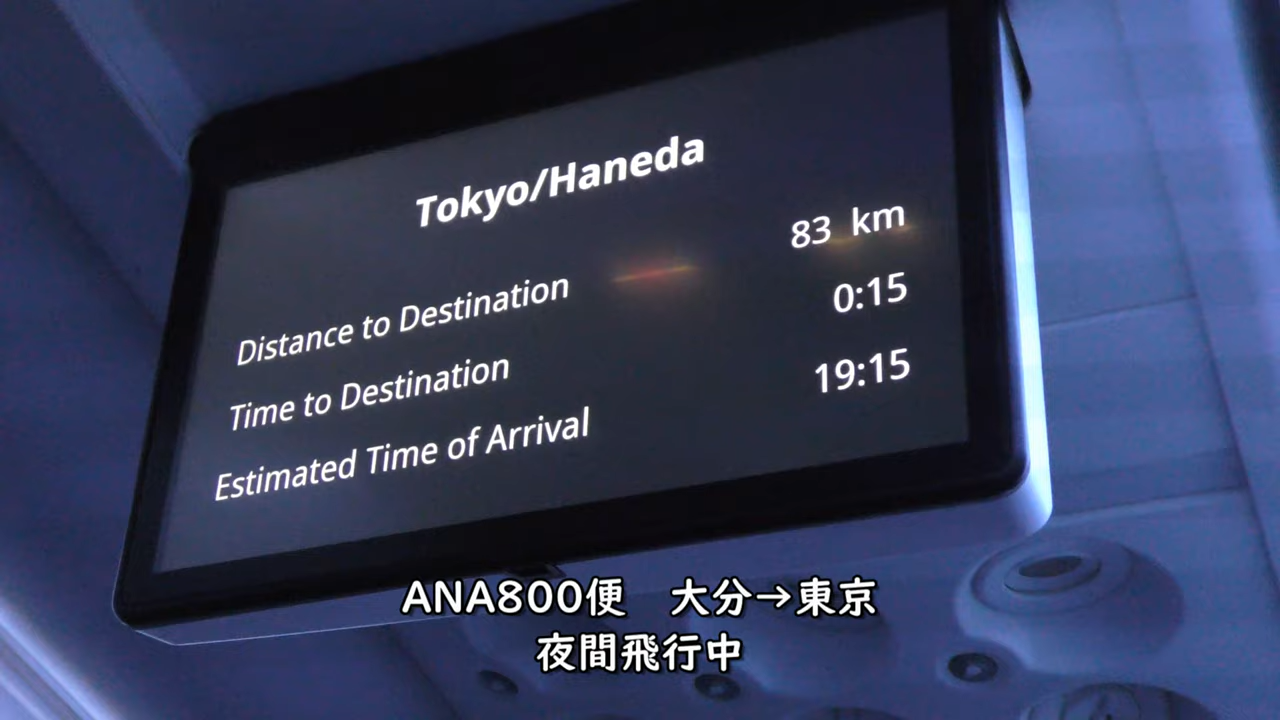 Tokyo/Haneda
Distance to Destination 83 km
Time to Destination 0:15
Estimated Time of Arrival 19:15
ANA800便　大分→東京
夜間飛行中